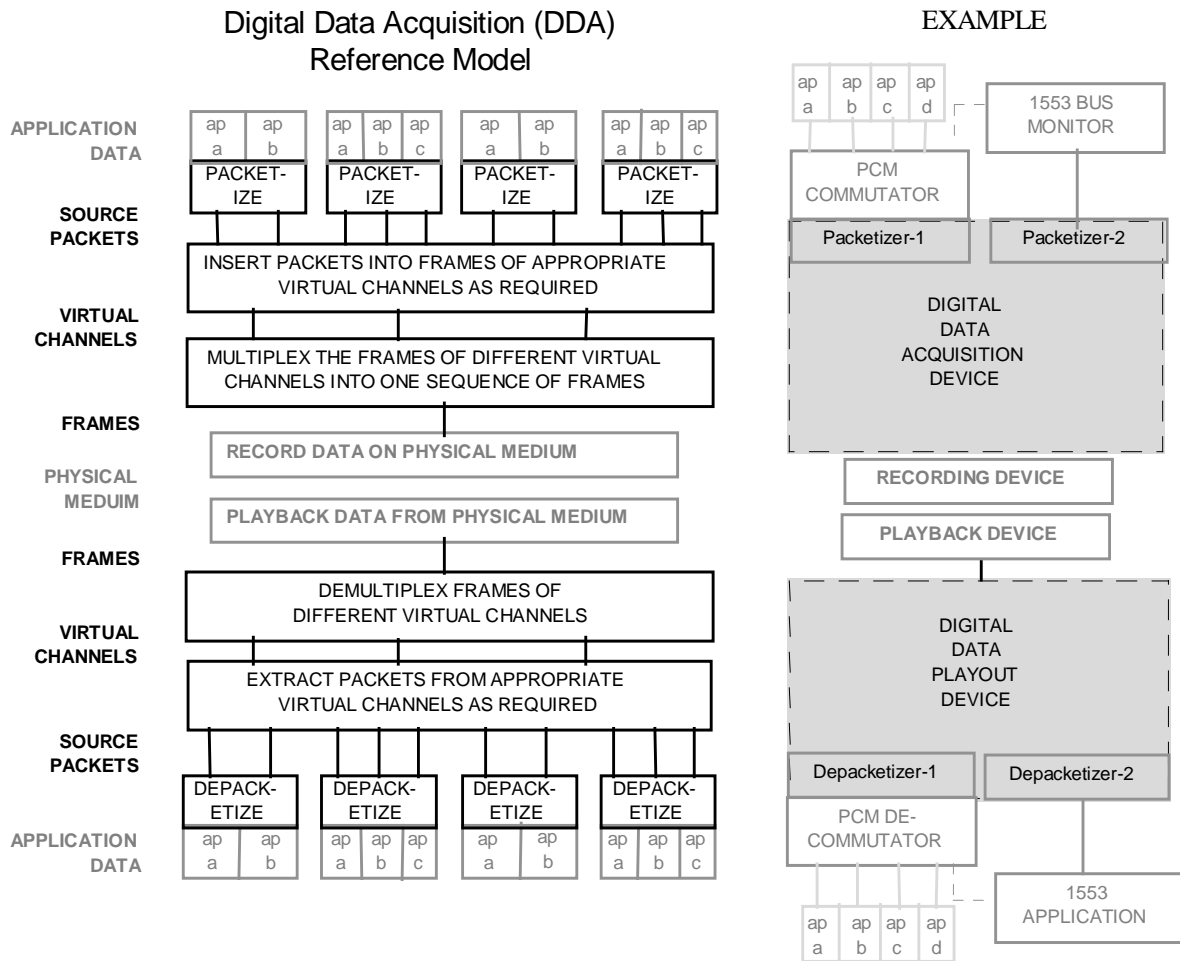 Digital Data Acquisition (DDA)
Reference Model
APPLICATION
DATA
ap a
ap b
ap a
ap b
ap c
ap a
ap b
ap a
ap b
ap c
PACKET-
IZE
PACKET-
IZE
PACKET-
IZE
PACKET-
IZE
SOURCE
PACKETS
INSERT PACKETS INTO FRAMES OF APPROPRIATE
VIRTUAL CHANNELS AS REQUIRED
VIRTUAL
CHANNELS
MULTIPLEX THE FRAMES OF DIFFERENT VIRTUAL
CHANNELS INTO ONE SEQUENCE OF FRAMES
FRAMES
RECORD DATA ON PHYSICAL MEDIUM
PHYSICAL
MEDUIM
PLAYBACK DATA FROM PHYSICAL MEDIUM
FRAMES
DEMULTIPLEX FRAMES OF
DIFFERENT VIRTUAL CHANNELS
VIRTUAL
CHANNELS
EXTRACT PACKETS FROM APPROPRIATE
VIRTUAL CHANNELS AS REQUIRED
SOURCE
PACKETS
DEPACK-
ETIZE
DEPACK-
ETIZE
DEPACK-
ETIZE
DEPACK-
ETIZE
APPLICATION
DATA
ap a
ap b
ap a
ap b
ap c
ap a
ap b
ap a
ap b
ap c
EXAMPLE
ap a
ap b
ap c
ap d
1553 BUS
MONITOR
PCM
COMMUTATOR
Packetizer-1
Packetizer-2
DIGITAL
DATA
ACQUISITION
DEVICE
RECORDING DEVICE
PLAYBACK DEVICE
DIGITAL
DATA
PLAYOUT
DEVICE
Depacketizer-1
Depacketizer-2
PCM DE-
COMMUTATOR
1553
APPLICATION
ap a
ap b
ap c
ap d